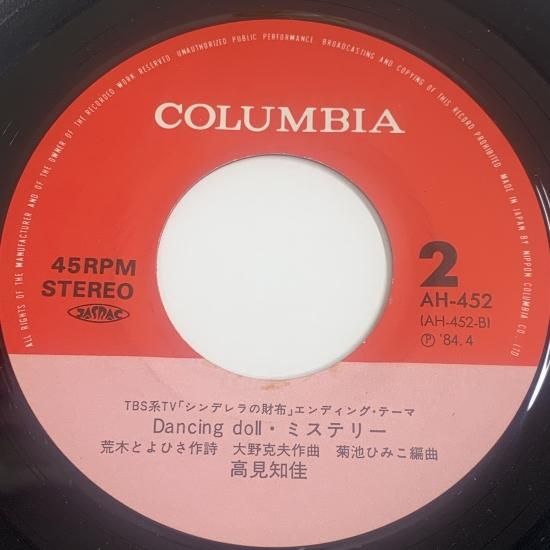 ALL RIGHTS OF THE MANUFACTURER AND OF THE OWNER OF THE RECORDED WORK RESERVED. UNAUTHORIZED PUBLIC PERFORMANCE, BROADCASTING AND COPYING OF THIS RECORD PROHIBITED. MADE IN JAPAN BY NIPPON COLUMBIA CO., LTD.
COLUMBIA
45RPM
STEREO
JASRAC
2
AH-452
(AH-452-B)
Ⓟ '84. 4
TBS系TV「シンデレラの財布」エンディング・テーマ
Dancing doll・ミステリー
荒木とよひさ作詩 大野克夫作曲 菊池ひみこ編曲
高見知佳